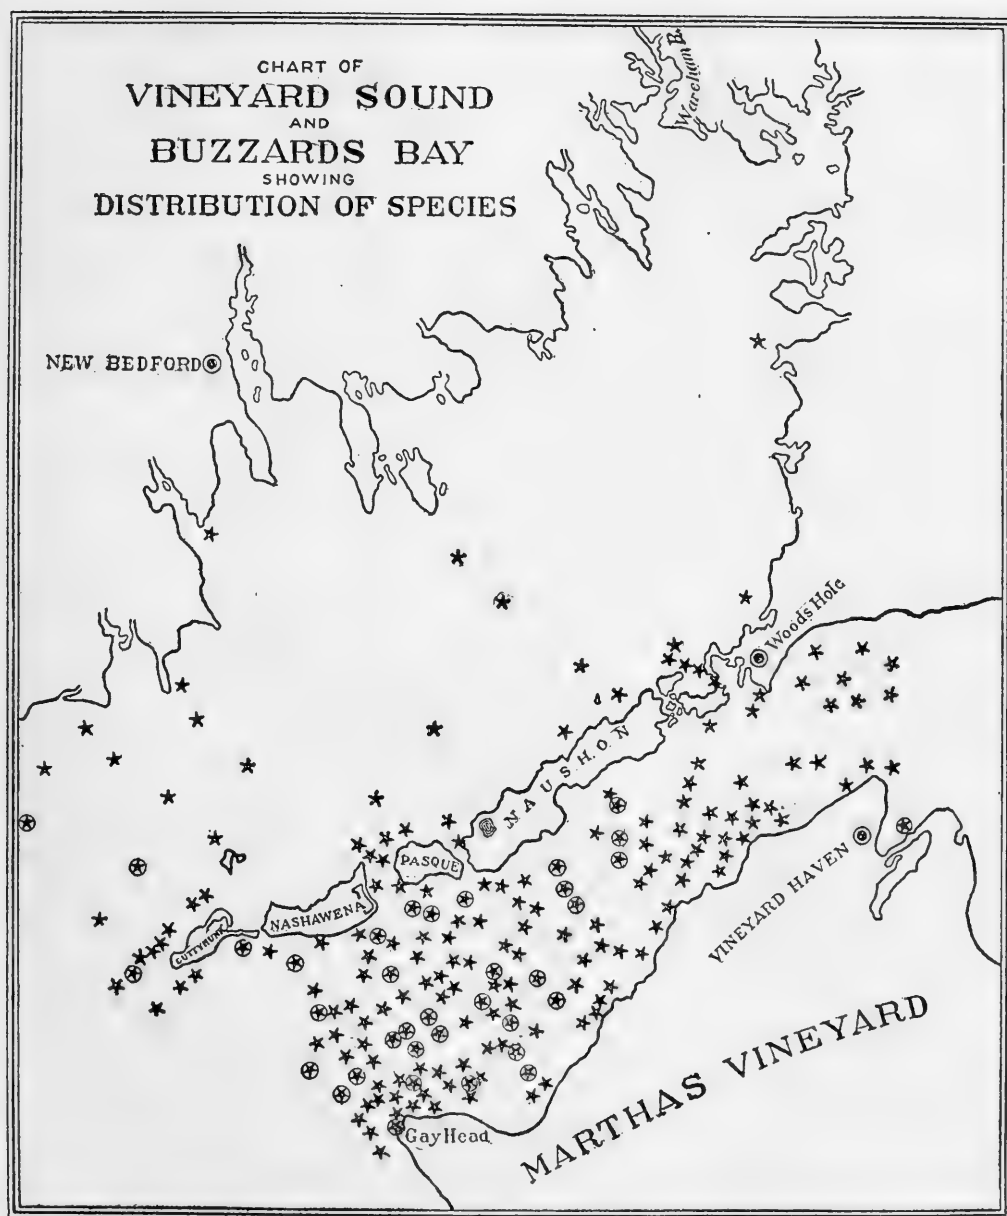 CHART OF
VINEYARD SOUND
AND
BUZZARDS BAY
SHOWING
DISTRIBUTION OF SPECIES
Wareham R.
NEW BEDFORD
Woods Hole
NAUSHON
PASQUE
NASHAWENA
CUTTYHUNK
VINEYARD HAVEN
MARTHAS VINEYARD
Gay Head